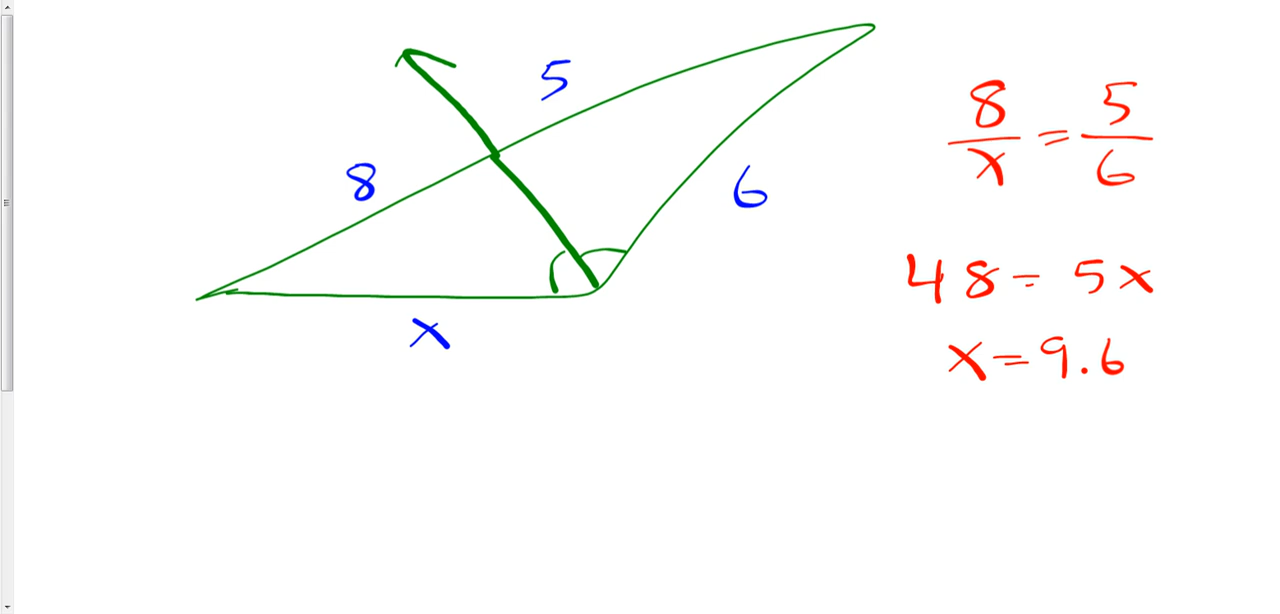 5
8
6
x
8/x = 5/6
48 = 5x
x = 9.6